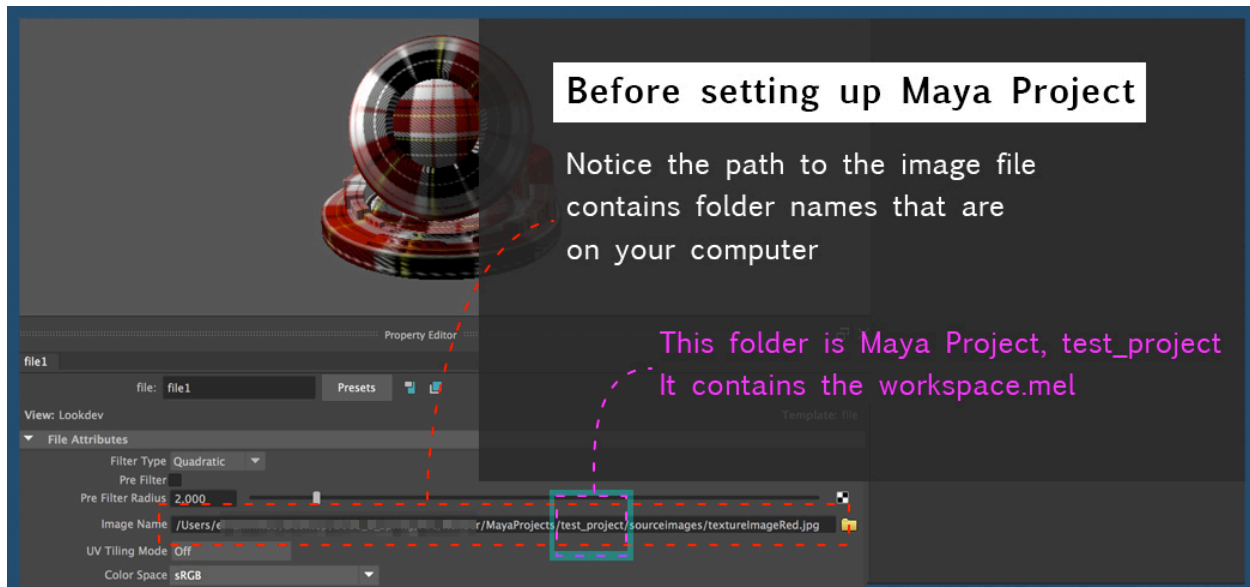 Before setting up Maya Project
Notice the path to the image file
contains folder names that are
on your computer
This folder is Maya Project, test_project
It contains the workspace.mel
Property Editor
file1
file: file1 Presets
View: Lookdev Template: file
File Attributes
Filter Type Quadratic
Pre Filter
Pre Filter Radius 2,000
Image Name /Users/e r/MayaProjects/test_project/sourceimages/textureImageRed.jpg
UV Tiling Mode Off
Color Space sRGB